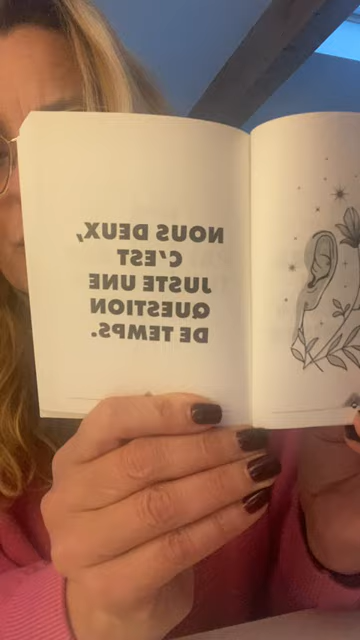 NOUS DEUX,
C'EST
JUSTE UNE
QUESTION
DE TEMPS.